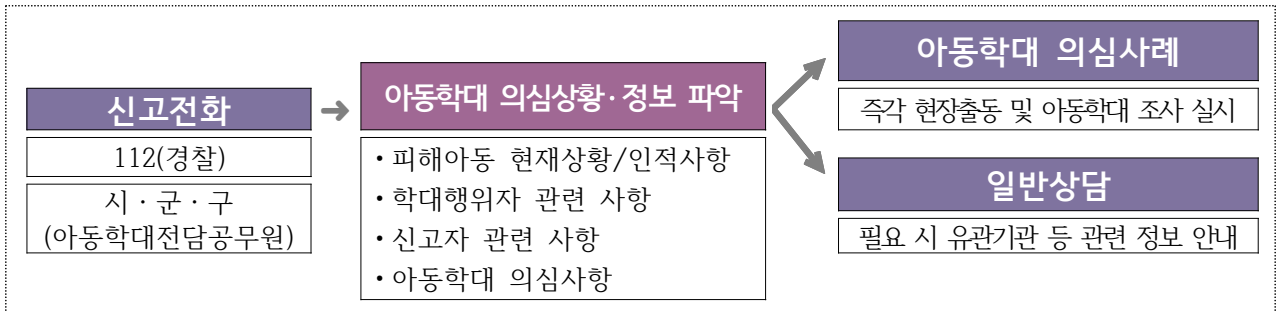 신고전화
112(경찰)
시·군·구
(아동학대전담공무원)
아동학대 의심상황·정보 파악
·피해아동 현재상황/인적사항
·학대행위자 관련 사항
·신고자 관련 사항
·아동학대 의심사항
아동학대 의심사례
즉각 현장출동 및 아동학대 조사 실시
일반상담
필요 시 유관기관 등 관련 정보 안내